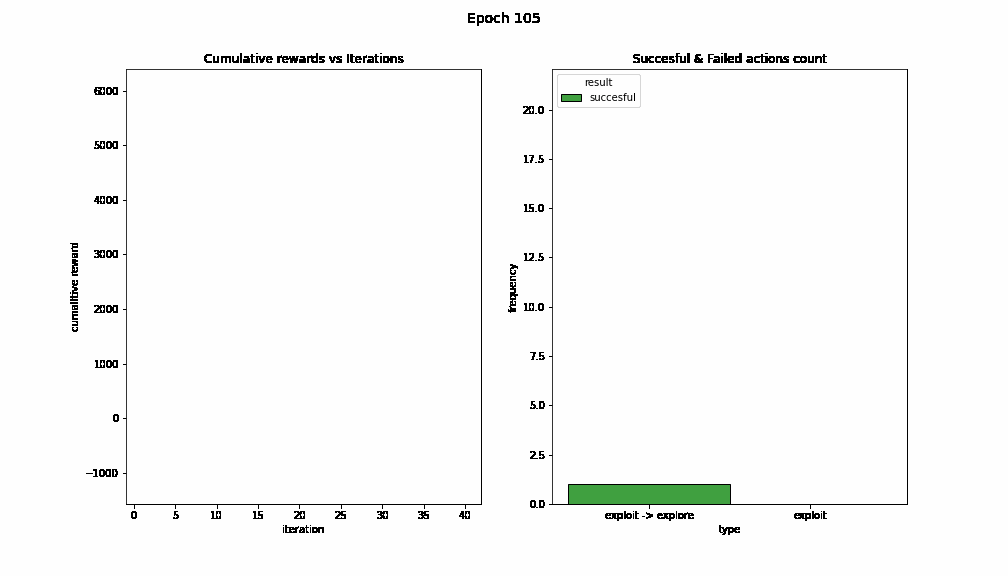 Epoch 105
Cumulative rewards vs Iterations
6000
5000
4000
3000
2000
1000
0
−1000
cumalitive reward
0 5 10 15 20 25 30 35 40
iteration
Succesful & Failed actions count
result
succesful
20.0
17.5
15.0
12.5
10.0
7.5
5.0
2.5
0.0
frequency
exploit -> explore exploit
type